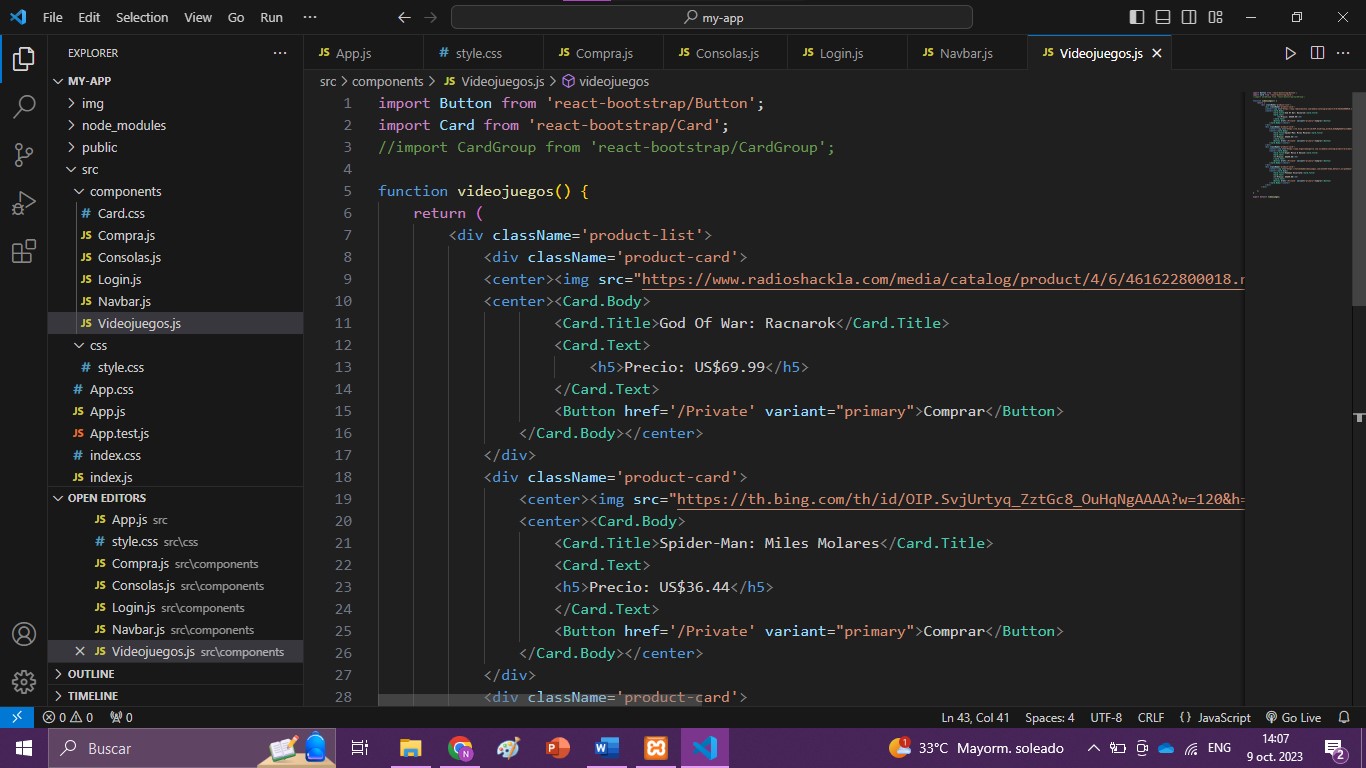 File Edit Selection View Go Run ··· my-app
EXPLORER ···
MY-APP
img
node_modules
public
src
components
# Card.css
JS Compra.js
JS Consolas.js
JS Login.js
JS Navbar.js
JS Videojuegos.js
css
# style.css
# App.css
JS App.js
JS App.test.js
# index.css
JS index.js
OPEN EDITORS
JS App.js src
# style.css src\css
JS Compra.js src\components
JS Consolas.js src\components
JS Login.js src\components
JS Navbar.js src\components
JS Videojuegos.js src\components
OUTLINE
TIMELINE
JS App.js # style.css JS Compra.js JS Consolas.js JS Login.js JS Navbar.js JS Videojuegos.js
src > components > JS Videojuegos.js > videojuegos
1 import Button from 'react-bootstrap/Button';
2 import Card from 'react-bootstrap/Card';
3 //import CardGroup from 'react-bootstrap/CardGroup';
4
5 function videojuegos() {
6 return (
7 <div className='product-list'>
8 <div className='product-card'>
9 <center><img src="https://www.radioshackla.com/media/catalog/product/4/6/461622800018.r
10 <center><Card.Body>
11 <Card.Title>God Of War: Racnarok</Card.Title>
12 <Card.Text>
13 <h5>Precio: US$69.99</h5>
14 </Card.Text>
15 <Button href='/Private' variant="primary">Comprar</Button>
16 </Card.Body></center>
17 </div>
18 <div className='product-card'>
19 <center><img src="https://th.bing.com/th/id/OIP.SvjUrtyq_ZztGc8_OuHqNgAAAA?w=120&h=
20 <center><Card.Body>
21 <Card.Title>Spider-Man: Miles Molares</Card.Title>
22 <Card.Text>
23 <h5>Precio: US$36.44</h5>
24 </Card.Text>
25 <Button href='/Private' variant="primary">Comprar</Button>
26 </Card.Body></center>
27 </div>
28 <div className='product-card'>
0 0 0 Ln 43, Col 41 Spaces: 4 UTF-8 CRLF {} JavaScript Go Live
Buscar 1 33°C Mayorm. soleado ENG 14:07
9 oct. 2023 2